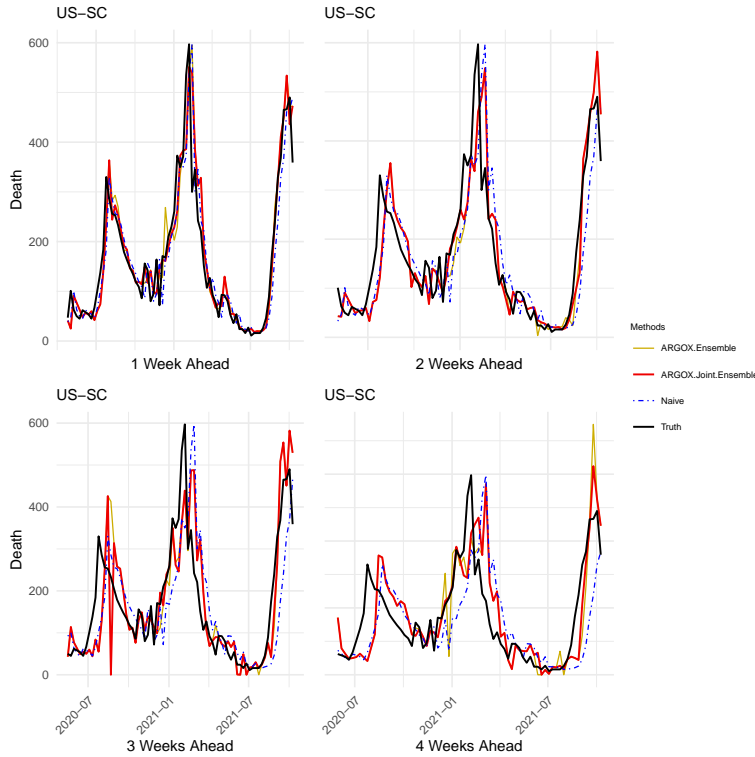 US-SC
US-SC
600
400
200
0
Death
1 Week Ahead
2 Weeks Ahead
Methods
ARGOX.Ensemble
ARGOX.Joint.Ensemble
Naive
Truth
US-SC
US-SC
600
400
200
0
Death
2020-07
2021-01
2021-07
2020-07
2021-01
2021-07
3 Weeks Ahead
4 Weeks Ahead